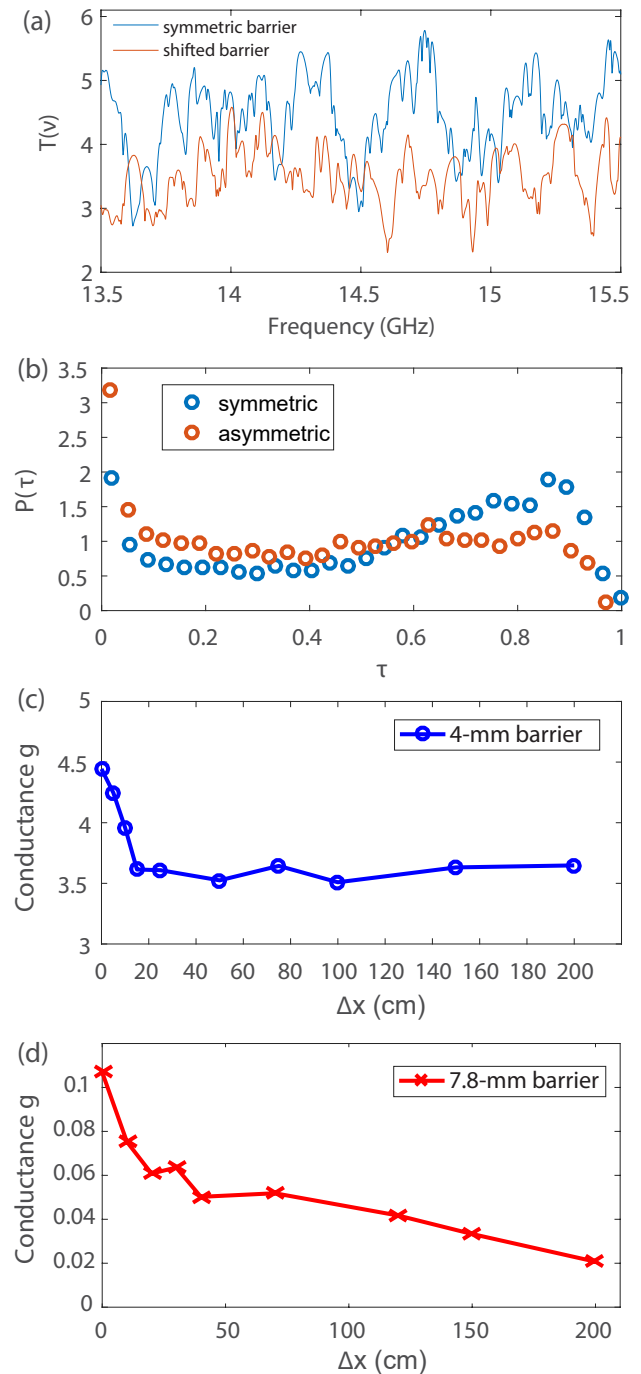 (a)
6
5
4
3
2
T(ν)
symmetric barrier
shifted barrier
13.5 14 14.5 15 15.5
Frequency (GHz)
(b)
3.5
3
2.5
2
1.5
1
0.5
0
P(τ)
symmetric
asymmetric
0 0.2 0.4 0.6 0.8 1
τ
(c)
5
4.5
4
3.5
3
Conductance g
4-mm barrier
0 20 40 60 80 100 120 140 160 180 200
Δx (cm)
(d)
0.1
0.08
0.06
0.04
0.02
0
Conductance g
7.8-mm barrier
0 50 100 150 200
Δx (cm)